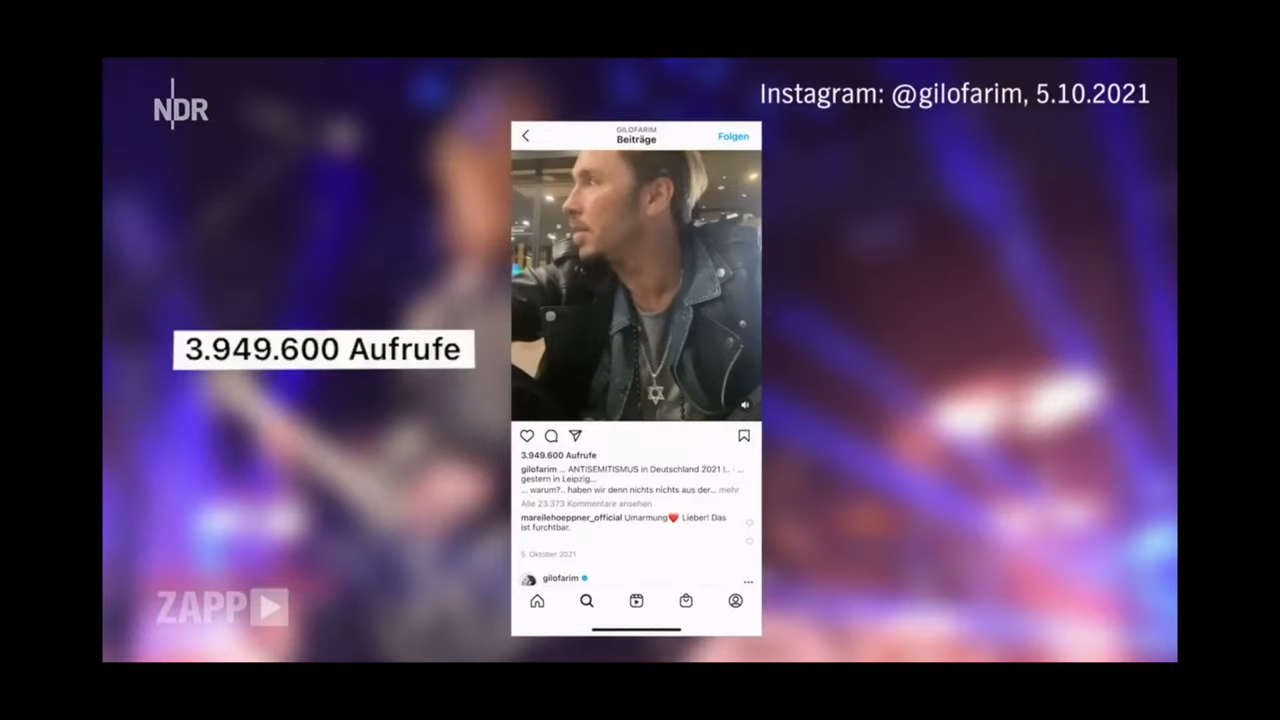 NDR
Instagram: @gilofarim, 5.10.2021
GILOFARIM
Beiträge
Folgen
3.949.600 Aufrufe
3.949.600 Aufrufe
gilofarim ... ANTISEMITISMUS in Deutschland 2021 !.. · ...
gestern in Leipzig...
... warum?.. haben wir denn nichts nichts aus der... mehr
Alle 23.373 Kommentare ansehen
mareilehoeppner_official Umarmung❤️ Lieber! Das
ist furchtbar.
5. Oktober 2021
gilofarim
ZAPP